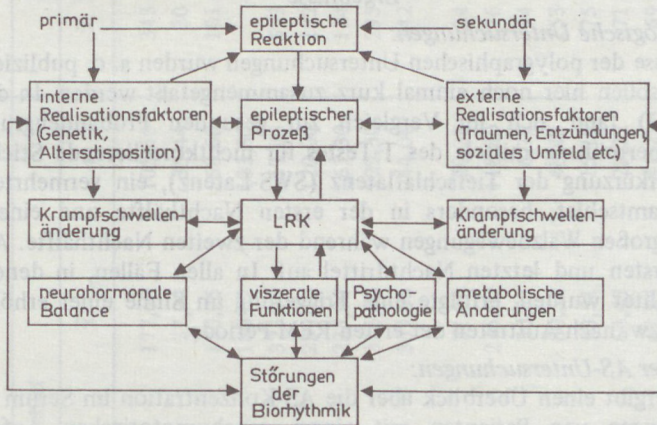 primär
epileptische
Reaktion
sekundär
interne
Realisationsfaktoren
(Genetik,
Altersdisposition)
epileptischer
Prozeß
externe
Realisationsfaktoren
(Traumen, Entzündungen,
soziales Umfeld etc.)
Krampfschwellen-
änderung
LRK
Krampfschwellen-
änderung
neurohormonale
Balance
viszerale
Funktionen
Psycho-
pathologie
metabolische
Änderungen
Störungen
der
Biorhythmik